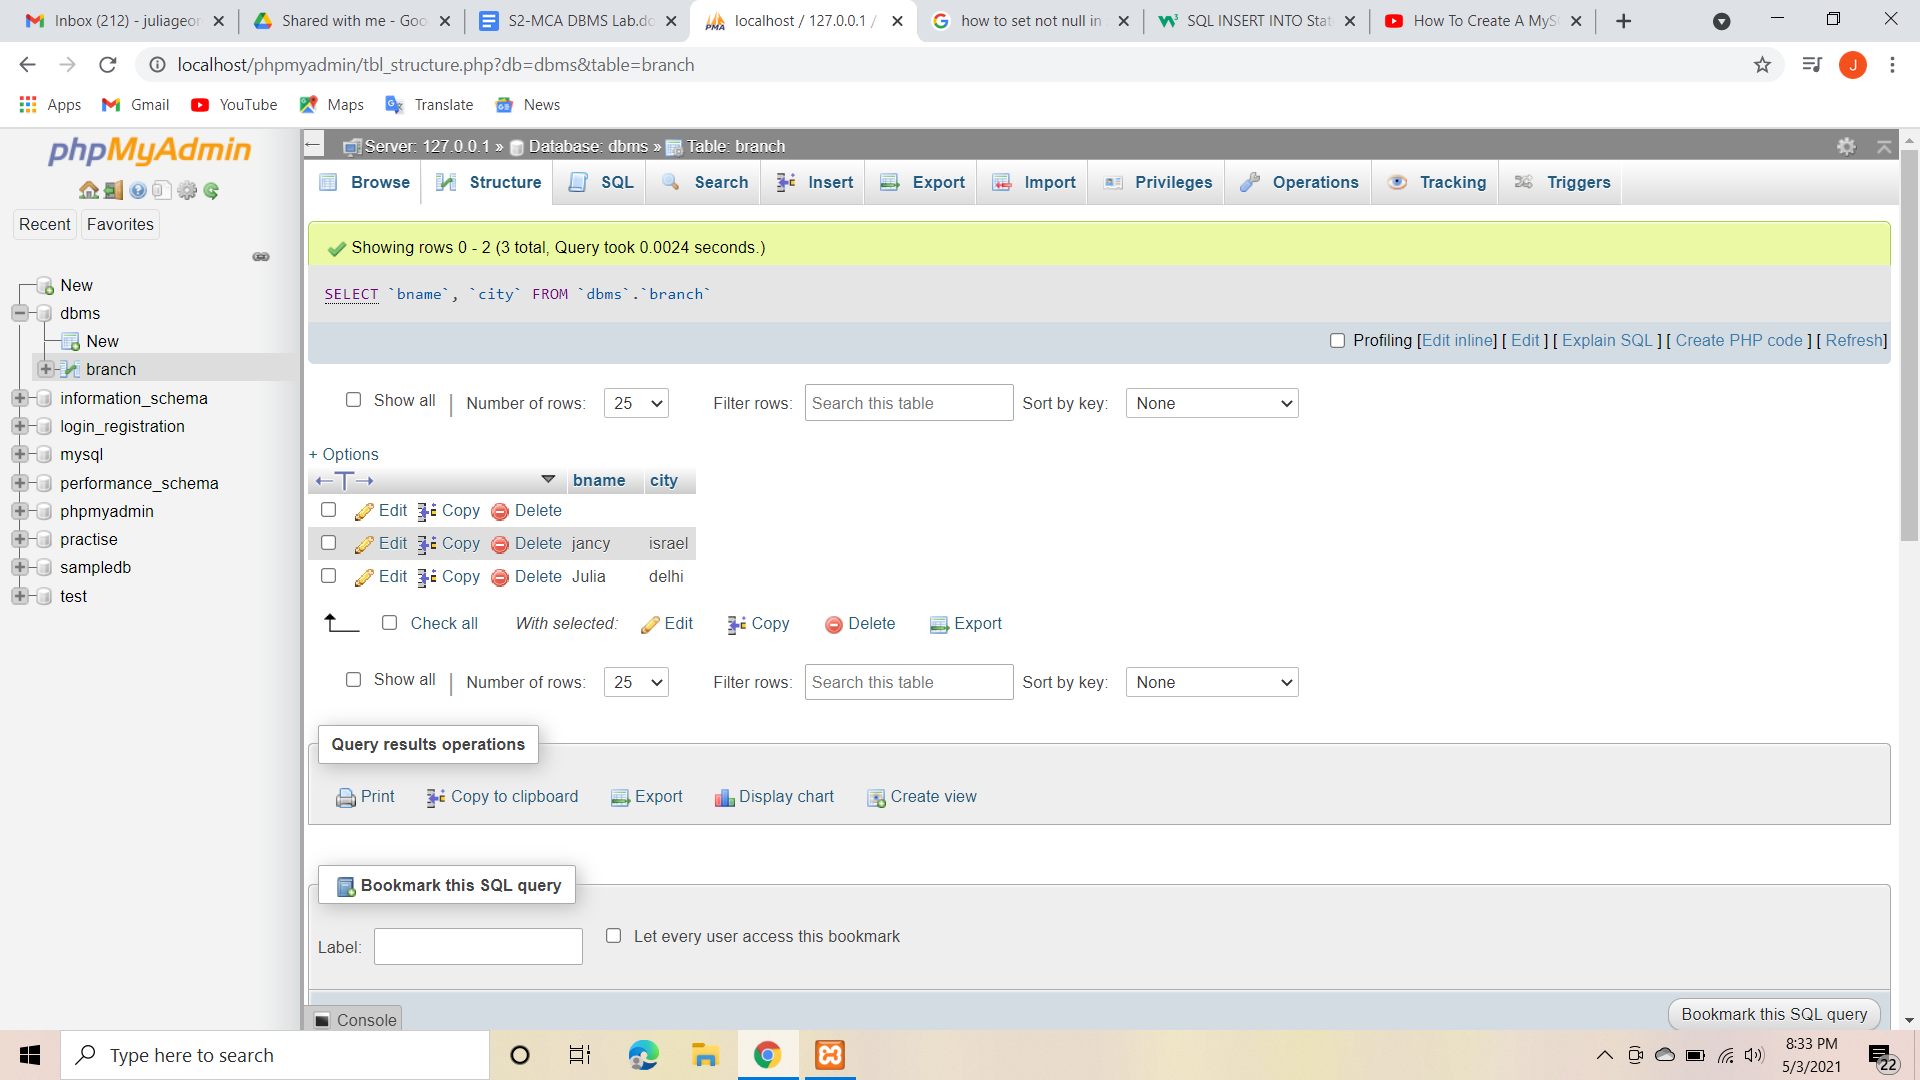 Inbox (212) - juliageor
Shared with me - Goo
S2-MCA DBMS Lab.do
localhost / 127.0.0.1 /
how to set not null in
SQL INSERT INTO Stat
How To Create A MyS
localhost/phpmyadmin/tbl_structure.php?db=dbms&table=branch
J
Apps
Gmail
YouTube
Maps
Translate
News
phpMyAdmin
Recent
Favorites
New
dbms
New
branch
information_schema
login_registration
mysql
performance_schema
phpmyadmin
practise
sampledb
test
Server: 127.0.0.1 » Database: dbms » Table: branch
Browse
Structure
SQL
Search
Insert
Export
Import
Privileges
Operations
Tracking
Triggers
Showing rows 0 - 2 (3 total, Query took 0.0024 seconds.)
SELECT `bname`, `city` FROM `dbms`.`branch`
Profiling [Edit inline] [ Edit ] [ Explain SQL ] [ Create PHP code ] [ Refresh]
Show all | Number of rows: 25 Filter rows: Search this table Sort by key: None
+ Options
←T→ bname city
Edit Copy Delete
Edit Copy Delete jancy israel
Edit Copy Delete Julia delhi
Check all With selected: Edit Copy Delete Export
Show all | Number of rows: 25 Filter rows: Search this table Sort by key: None
Query results operations
Print Copy to clipboard Export Display chart Create view
Bookmark this SQL query
Label: Let every user access this bookmark
Bookmark this SQL query
Console
Type here to search
8:33 PM
5/3/2021
22